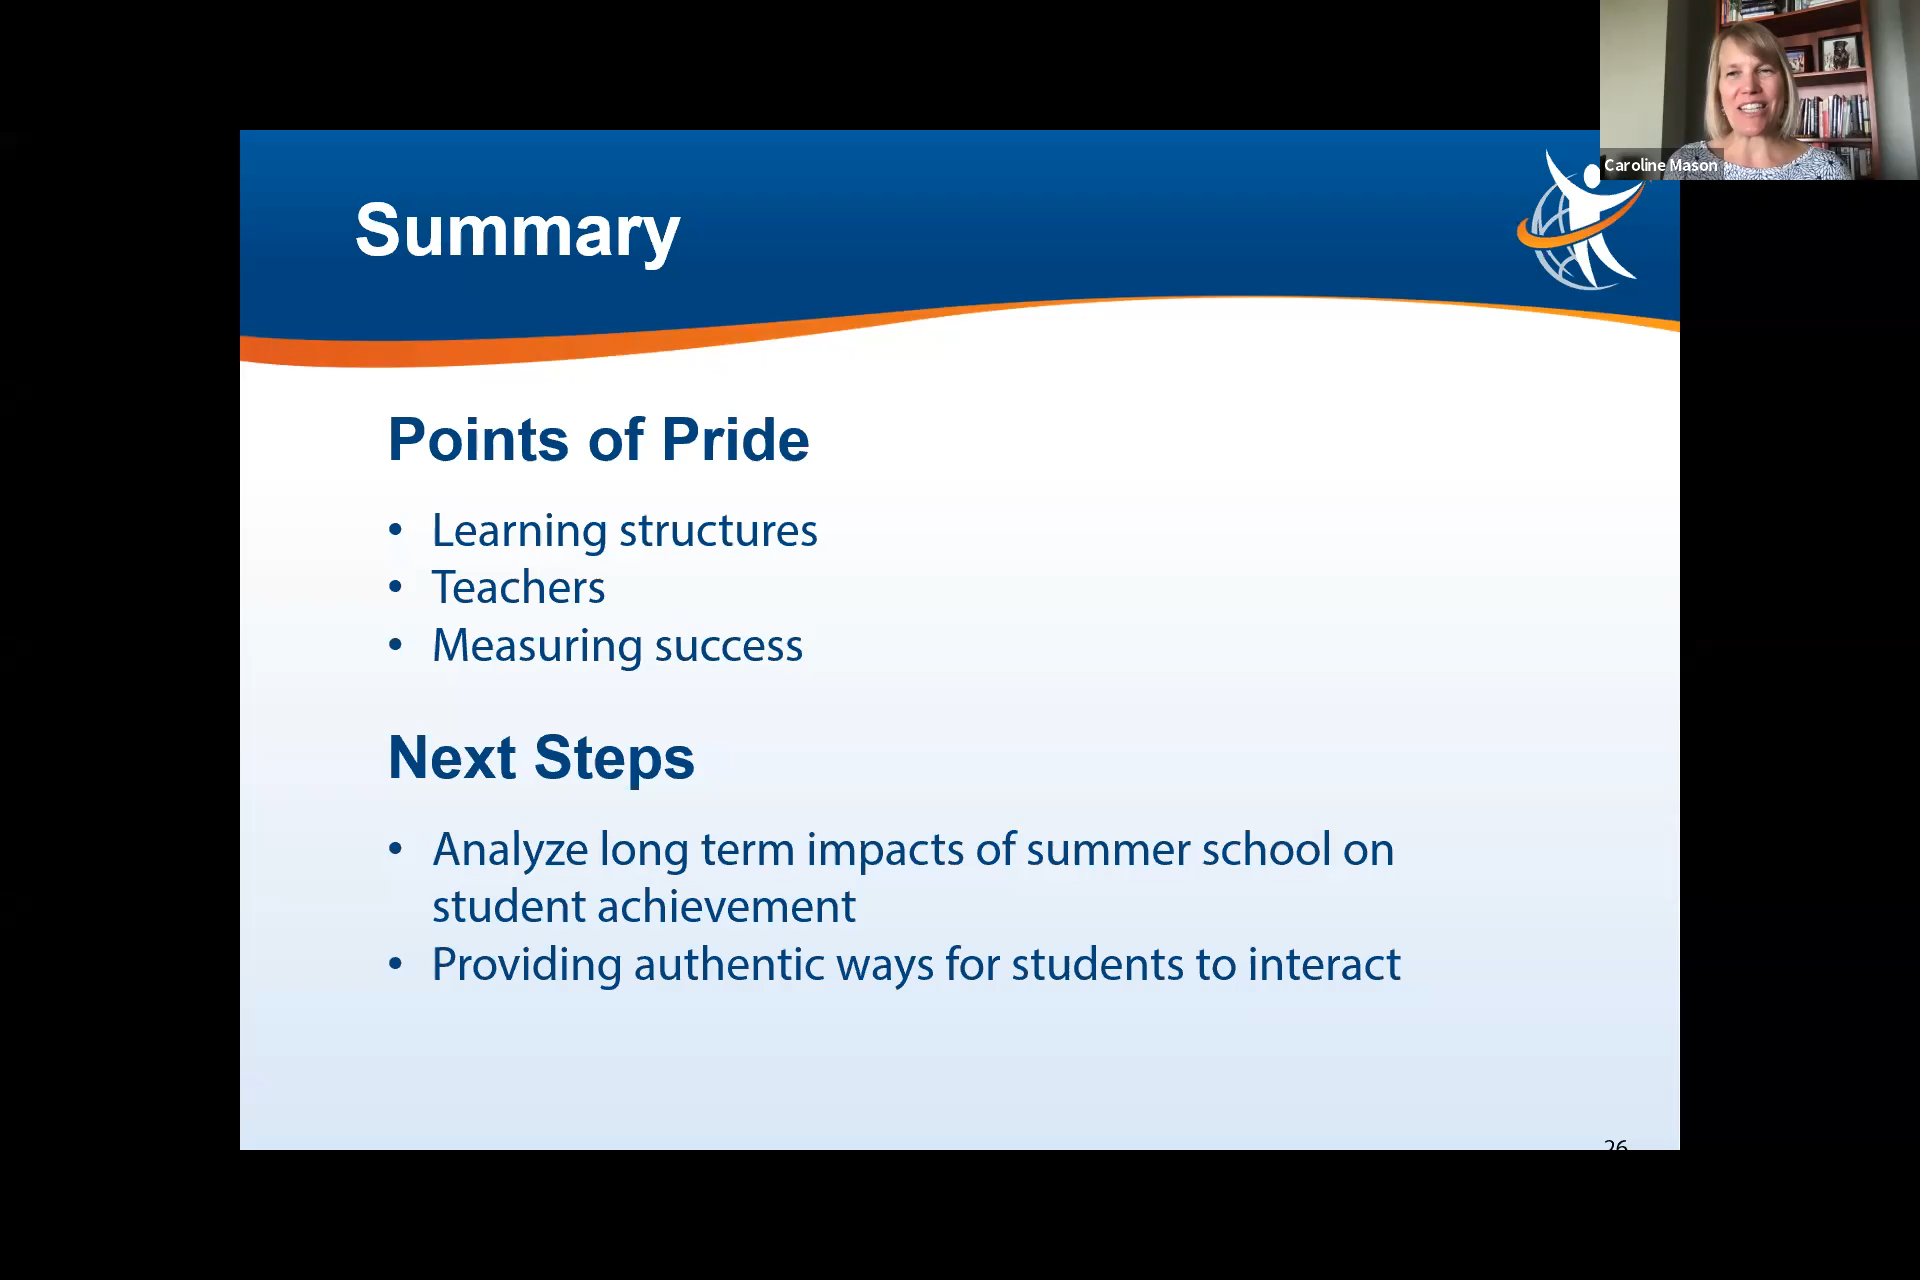 Caroline Mason
Summary
Points of Pride
• Learning structures
• Teachers
• Measuring success
Next Steps
• Analyze long term impacts of summer school on
student achievement
• Providing authentic ways for students to interact
26